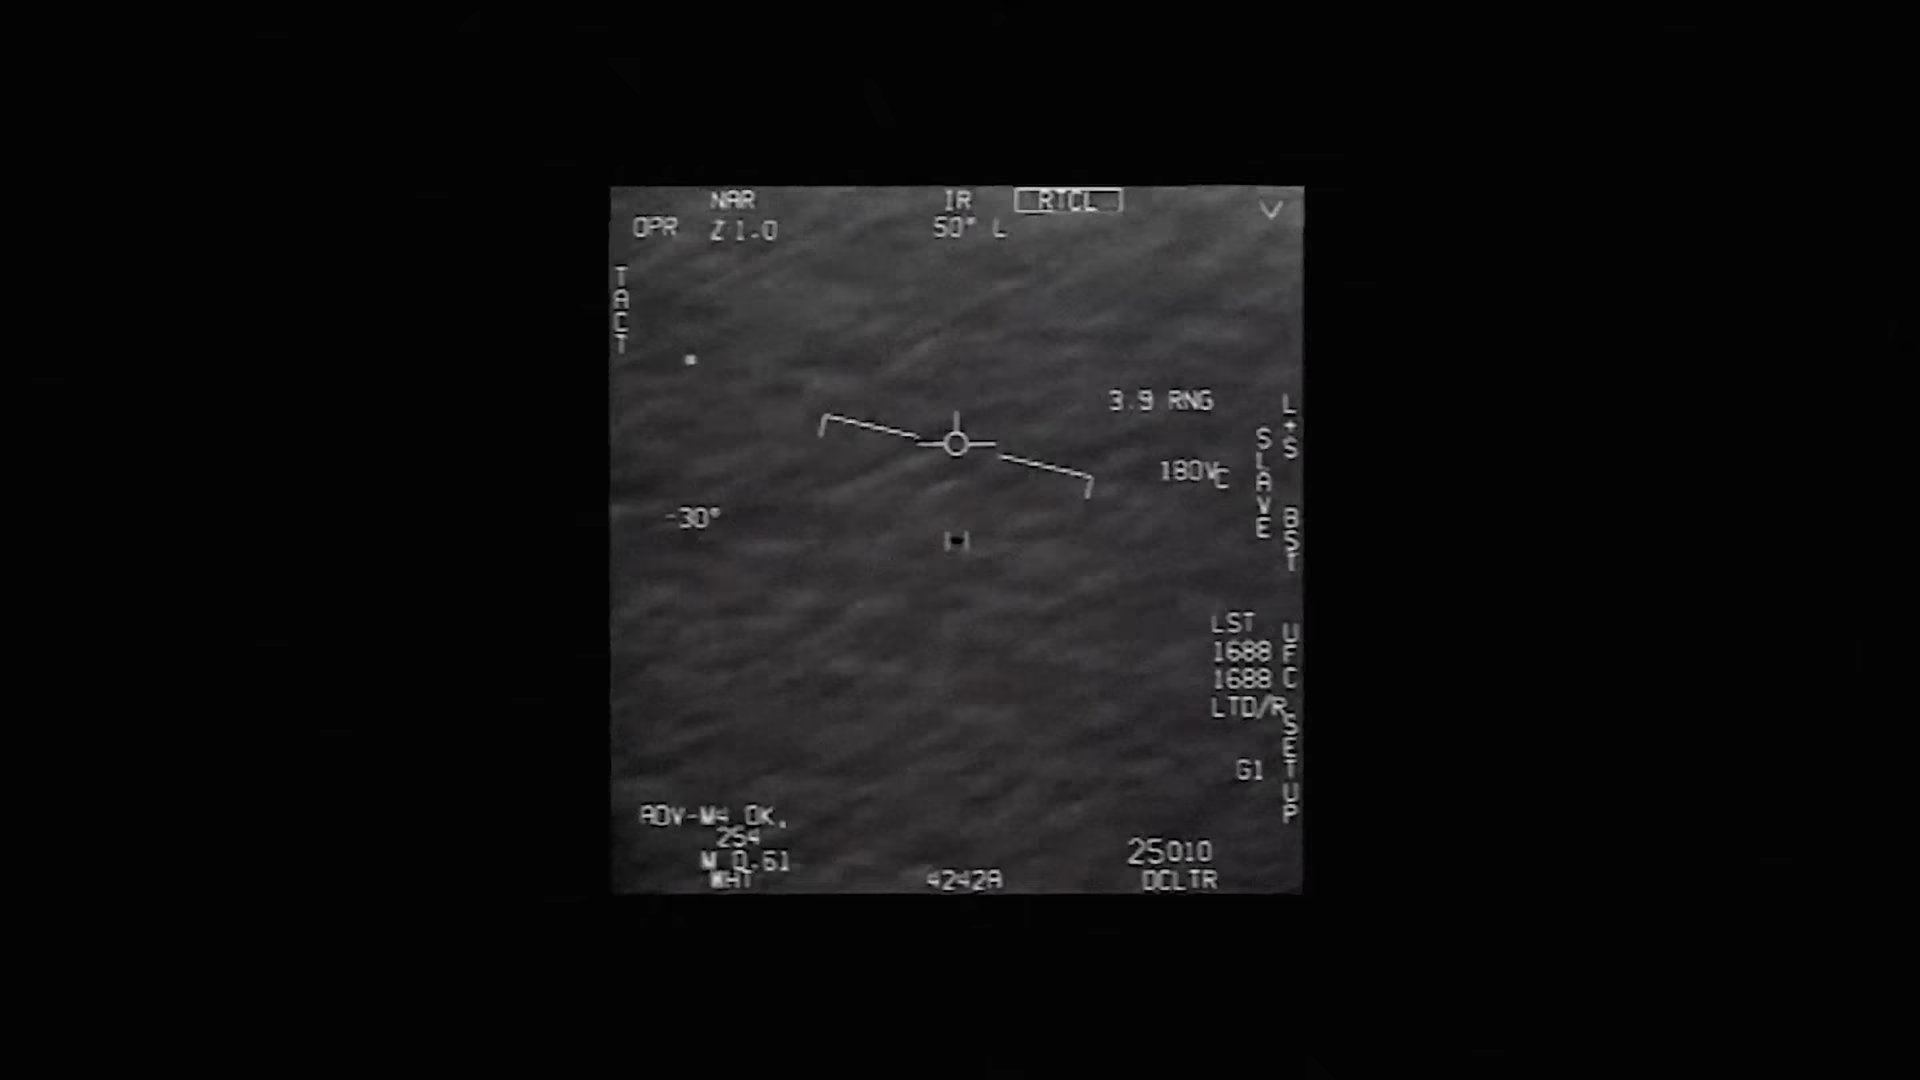 NAR
IR
RTCL
OPR
Z 1.0
50° L
TACT
3.9 RNG
L+S
SLAVE
180Vc
-30°
BST
LST
1688
1688
LTD/R
UFC
SETUP
G1
ADV-M4 OK,
254
M 0.61
WHT
4242A
25010
DCLTR